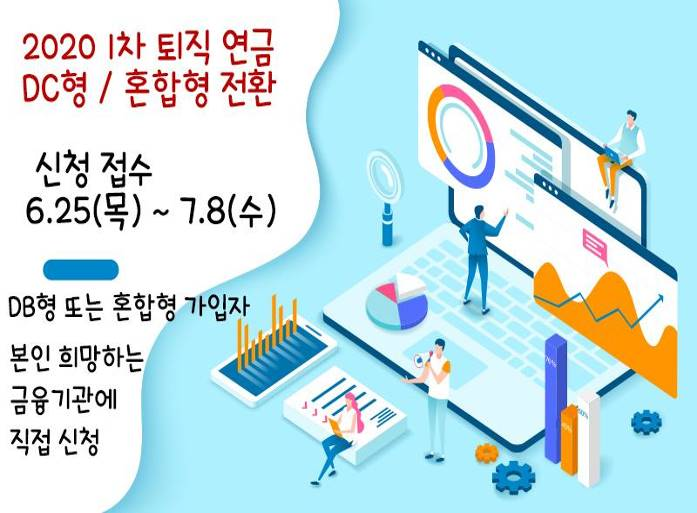 2020 1차 퇴직 연금
DC형 / 혼합형 전환
신청 접수
6.25(목) ~ 7.8(수)
DB형 또는 혼합형 가입자
본인 희망하는
금융기관에
직접 신청